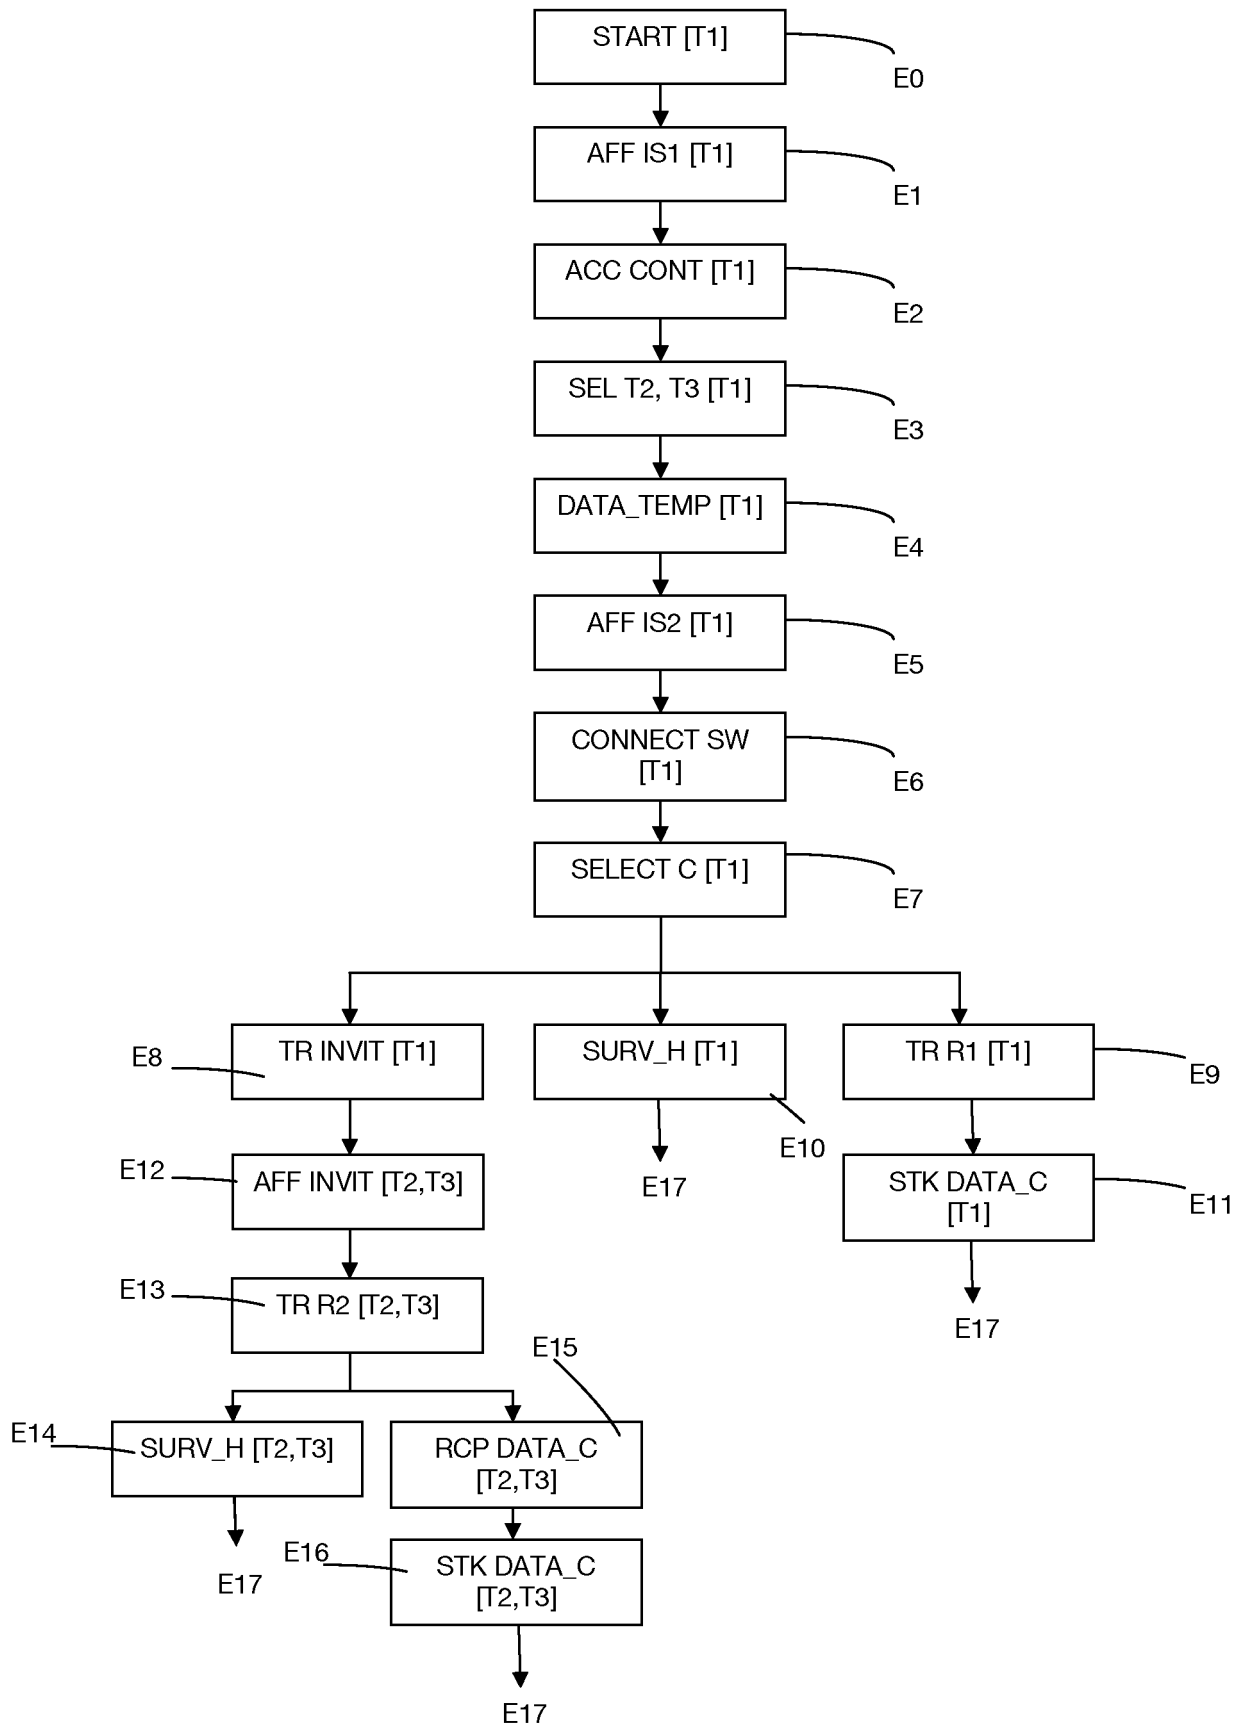 START [T1]
E0
AFF IS1 [T1]
E1
ACC CONT [T1]
E2
SEL T2, T3 [T1]
E3
DATA_TEMP [T1]
E4
AFF IS2 [T1]
E5
CONNECT SW
[T1]
E6
SELECT C [T1]
E7
E8
TR INVIT [T1]
SURV_H [T1]
TR R1 [T1]
E9
E10
E12
AFF INVIT [T2,T3]
E17
STK DATA_C
[T1]
E11
E13
TR R2 [T2,T3]
E17
E15
E14
SURV_H [T2,T3]
RCP DATA_C
[T2,T3]
E16
STK DATA_C
[T2,T3]
E17
E17